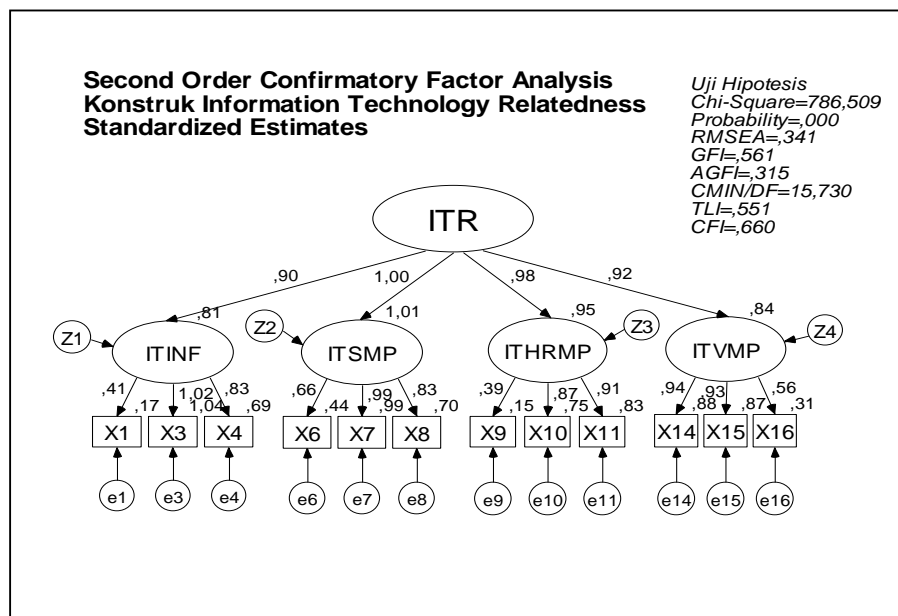 Second Order Confirmatory Factor Analysis
Konstruk Information Technology Relatedness
Standardized Estimates
Uji Hipotesis
Chi-Square=786,509
Probability=,000
RMSEA=,341
GFI=,561
AGFI=,315
CMIN/DF=15,730
TLI=,551
CFI=,660
ITR
,90 1,00 ,98 ,92
,81 1,01 ,95 ,84
Z1 Z2 Z3 Z4
ITINF ITSMP ITHRMP ITVMP
,41 1,02 ,83 ,66 ,99 ,83 ,39 ,87 ,91 ,94 ,93 ,56
,17 1,04 ,69 ,44 ,99 ,70 ,15 ,75 ,83 ,88 ,87 ,31
X1 X3 X4 X6 X7 X8 X9 X10 X11 X14 X15 X16
e1 e3 e4 e6 e7 e8 e9 e10 e11 e14 e15 e16